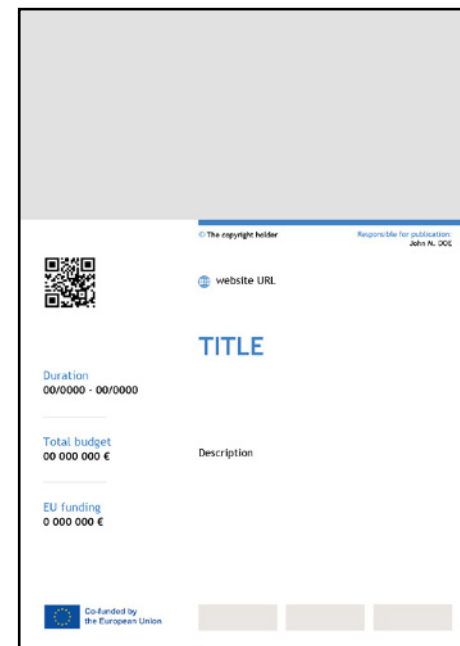 © The copyright holder
Responsible for publication:
John M. DOE
website URL
TITLE
Duration
00/0000 - 00/0000
Total budget
00 000 000 €
Description
EU funding
0 000 000 €
Co-funded by
the European Union